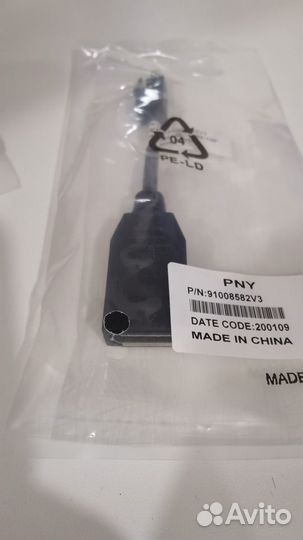 04
PE-LD
PNY
P/N:91008582V3
DATE CODE:200109
MADE IN CHINA
MADE
Avito